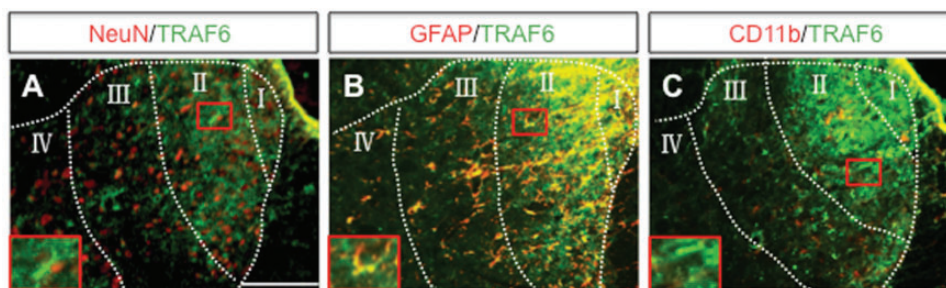 NeuN/TRAF6
GFAP/TRAF6
CD11b/TRAF6
A
III
II
I
IV
B
III
II
I
IV
C
III
II
I
IV